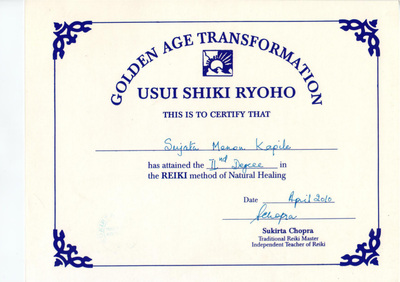 GOLDEN AGE TRANSFORMATION
USUI SHIKI RYOHO
THIS IS TO CERTIFY THAT
Sujata Menon Kapila
has attained the IInd Degree in
the REIKI method of Natural Healing
Date April 2010
SChopra
Sukirta Chopra
Traditional Reiki Master
Independent Teacher of Reiki